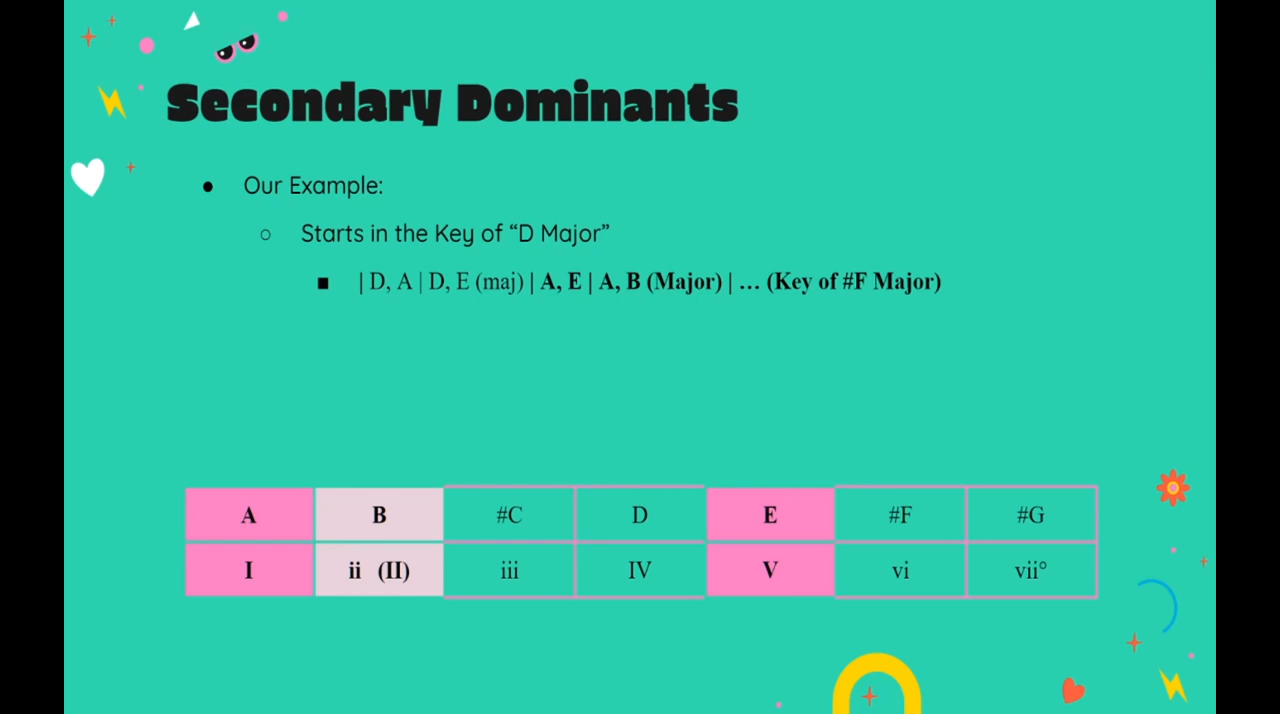 Secondary Dominants
● Our Example:
○ Starts in the Key of “D Major”
■ | D, A | D, E (maj) | A, E | A, B (Major) | … (Key of #F Major)
A B #C D E #F #G
I ii (II) iii IV V vi vii°